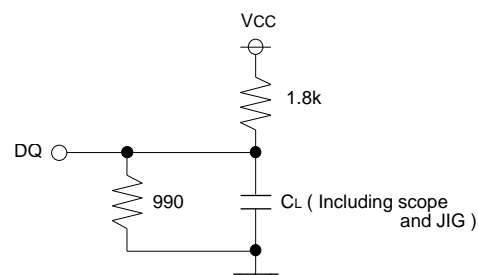 VCC
1.8k
DQ
990
CL ( Including scope
and JIG )